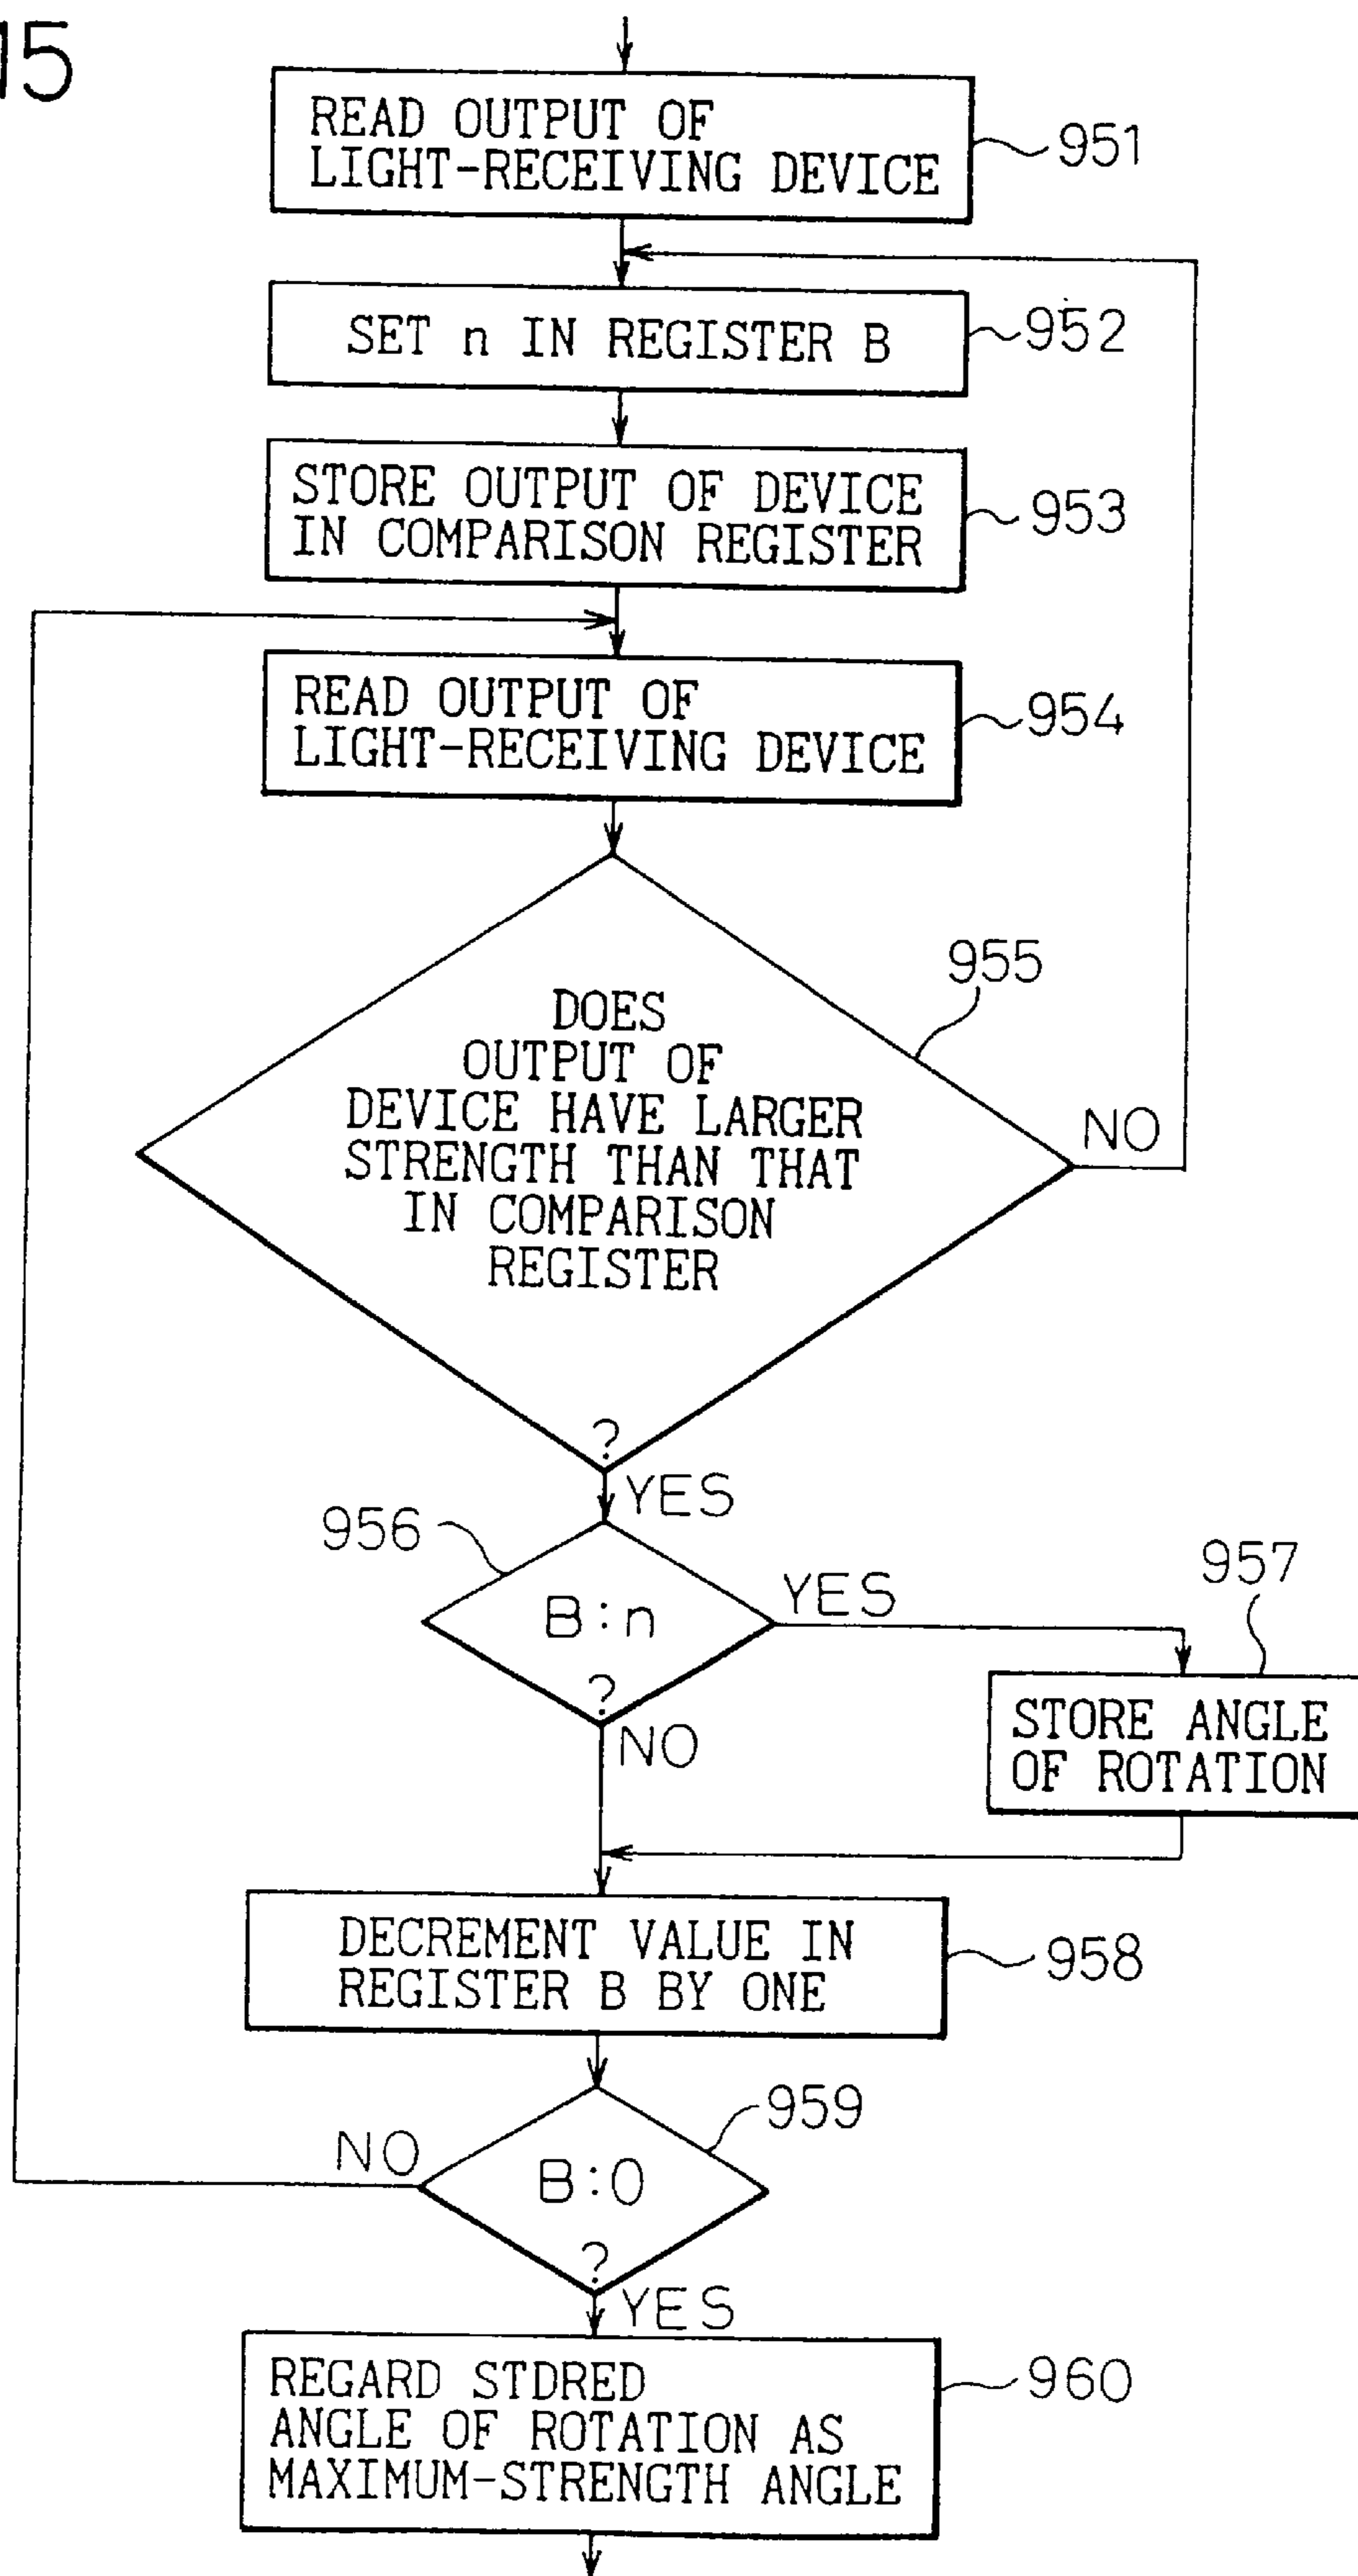 15
READ OUTPUT OF
LIGHT-RECEIVING DEVICE
951
SET n IN REGISTER B
952
STORE OUTPUT OF DEVICE
IN COMPARISON REGISTER
953
READ OUTPUT OF
LIGHT-RECEIVING DEVICE
954
955
DOES
OUTPUT OF
DEVICE HAVE LARGER
STRENGTH THAN THAT
IN COMPARISON
REGISTER
?
NO
YES
956
B:n
?
YES
NO
957
STORE ANGLE
OF ROTATION
DECREMENT VALUE IN
REGISTER B BY ONE
958
959
B:0
?
NO
YES
REGARD STDRED
ANGLE OF ROTATION AS
MAXIMUM-STRENGTH ANGLE
960